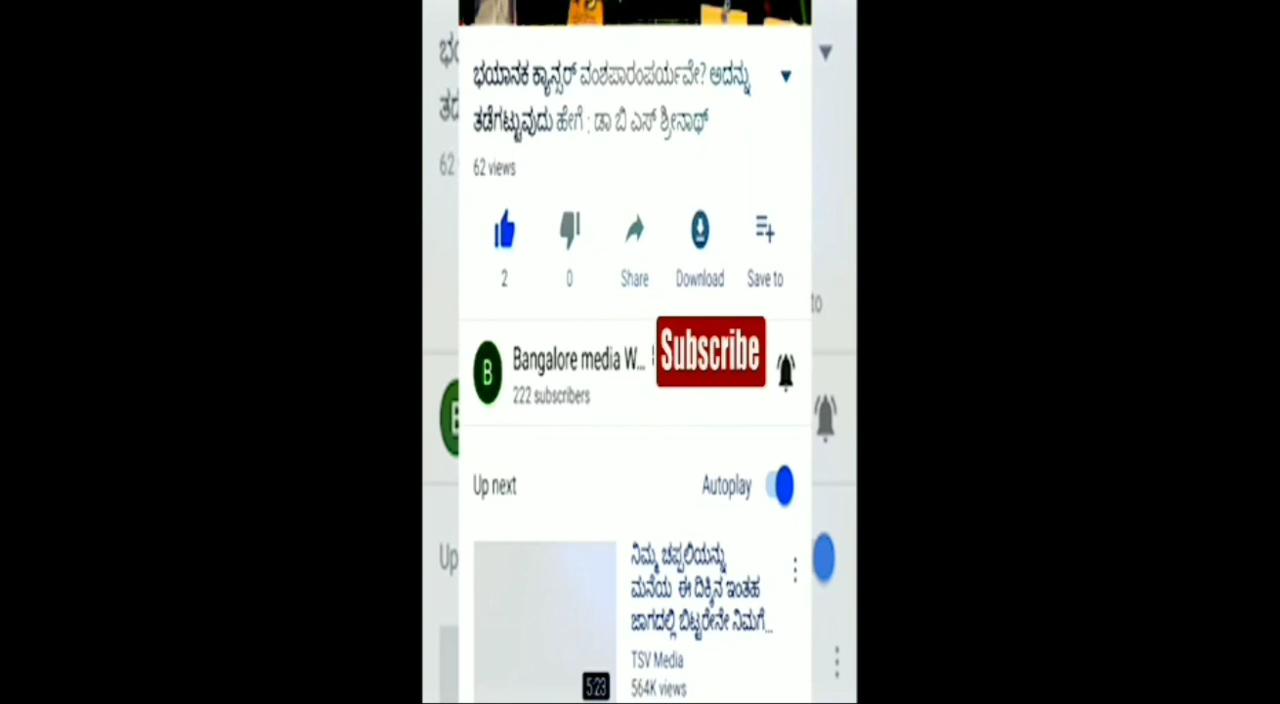 ಭಯಾನಕ ಕ್ಯಾನ್ಸರ್ ವಂಶಪಾರಂಪರ್ಯವೇ? ಅದನ್ನು
ತಡೆಗಟ್ಟುವುದು ಹೇಗೆ : ಡಾ ಬಿ ಎಸ್ ಶ್ರೀನಾಥ್
62 views
2
0
Share
Download
Save to
Bangalore media W...
Subscribe
222 subscribers
Up next
Autoplay
ನಿಮ್ಮ ಚಪ್ಪಲಿಯನ್ನು
ಮನೆಯ ಈ ದಿಕ್ಕಿನ ಇಂತಹ
ಜಾಗದಲ್ಲಿ ಬಿಟ್ಟರೇನೇ ನಿಮಗೆ...
TSV Media
564K views
5:23